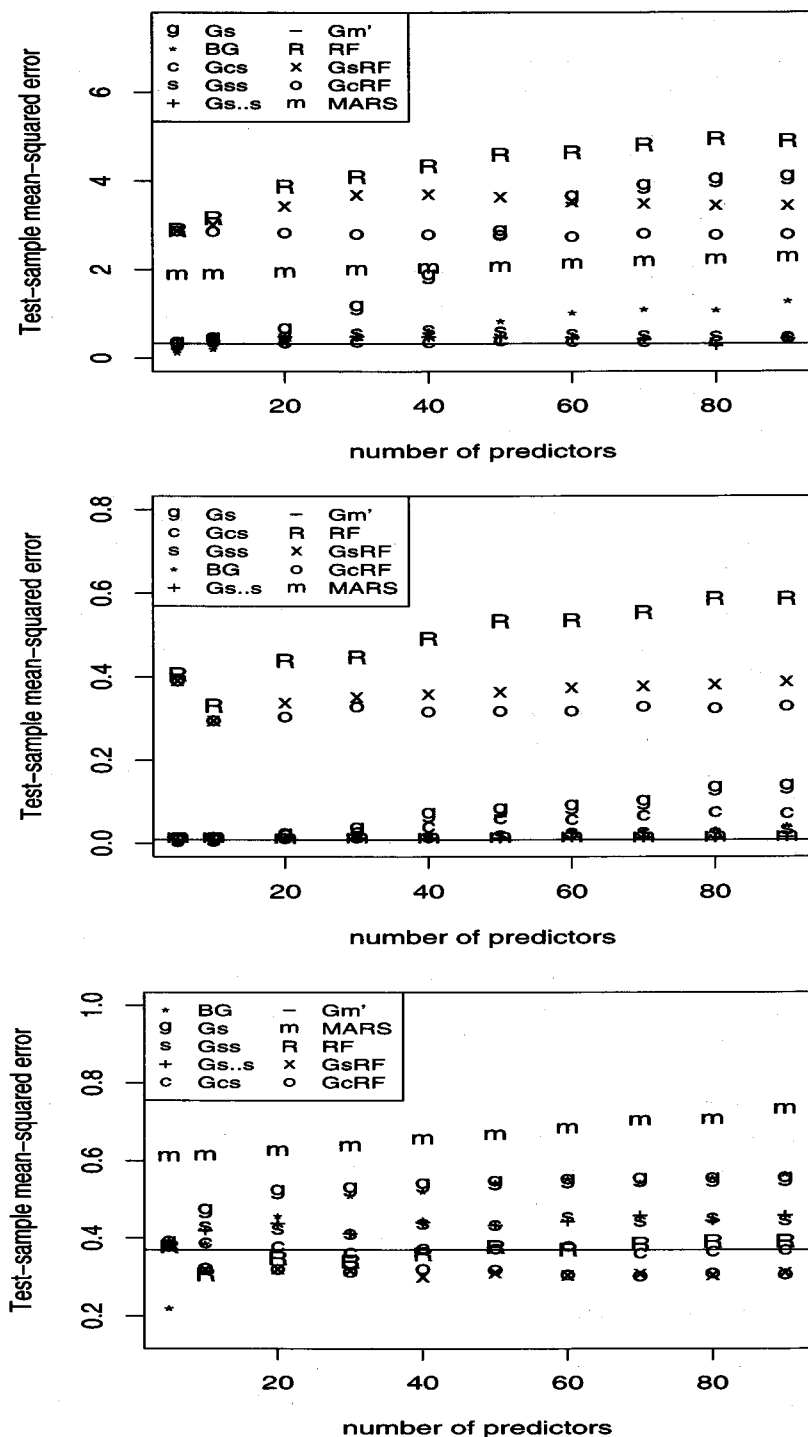 g Gs − Gm'
* BG R RF
c Gcs x GsRF
s Gss o GcRF
+ Gs..s m MARS
Test−sample mean−squared error
0 2 4 6
20 40 60 80
number of predictors
g Gs − Gm'
c Gcs R RF
s Gss x GsRF
* BG o GcRF
+ Gs..s m MARS
Test−sample mean−squared error
0.0 0.2 0.4 0.6 0.8
20 40 60 80
number of predictors
* BG − Gm'
g Gs m MARS
s Gss R RF
+ Gs..s x GsRF
c Gcs o GcRF
Test−sample mean−squared error
0.2 0.4 0.6 0.8 1.0
20 40 60 80
number of predictors